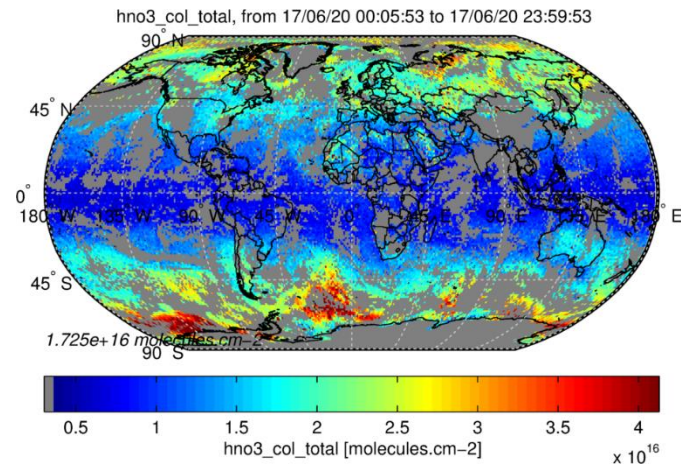 hno3_col_total, from 17/06/20 00:05:53 to 17/06/20 23:59:53
90° N
45° N
0°
180° W 135° W 90° W 45° W 0° 45° E 90° E 135° E 180° E
45° S
1.725e+16 molecules.cm-2
90° S
0.5 1 1.5 2 2.5 3 3.5 4
hno3_col_total [molecules.cm-2]
x 10^16